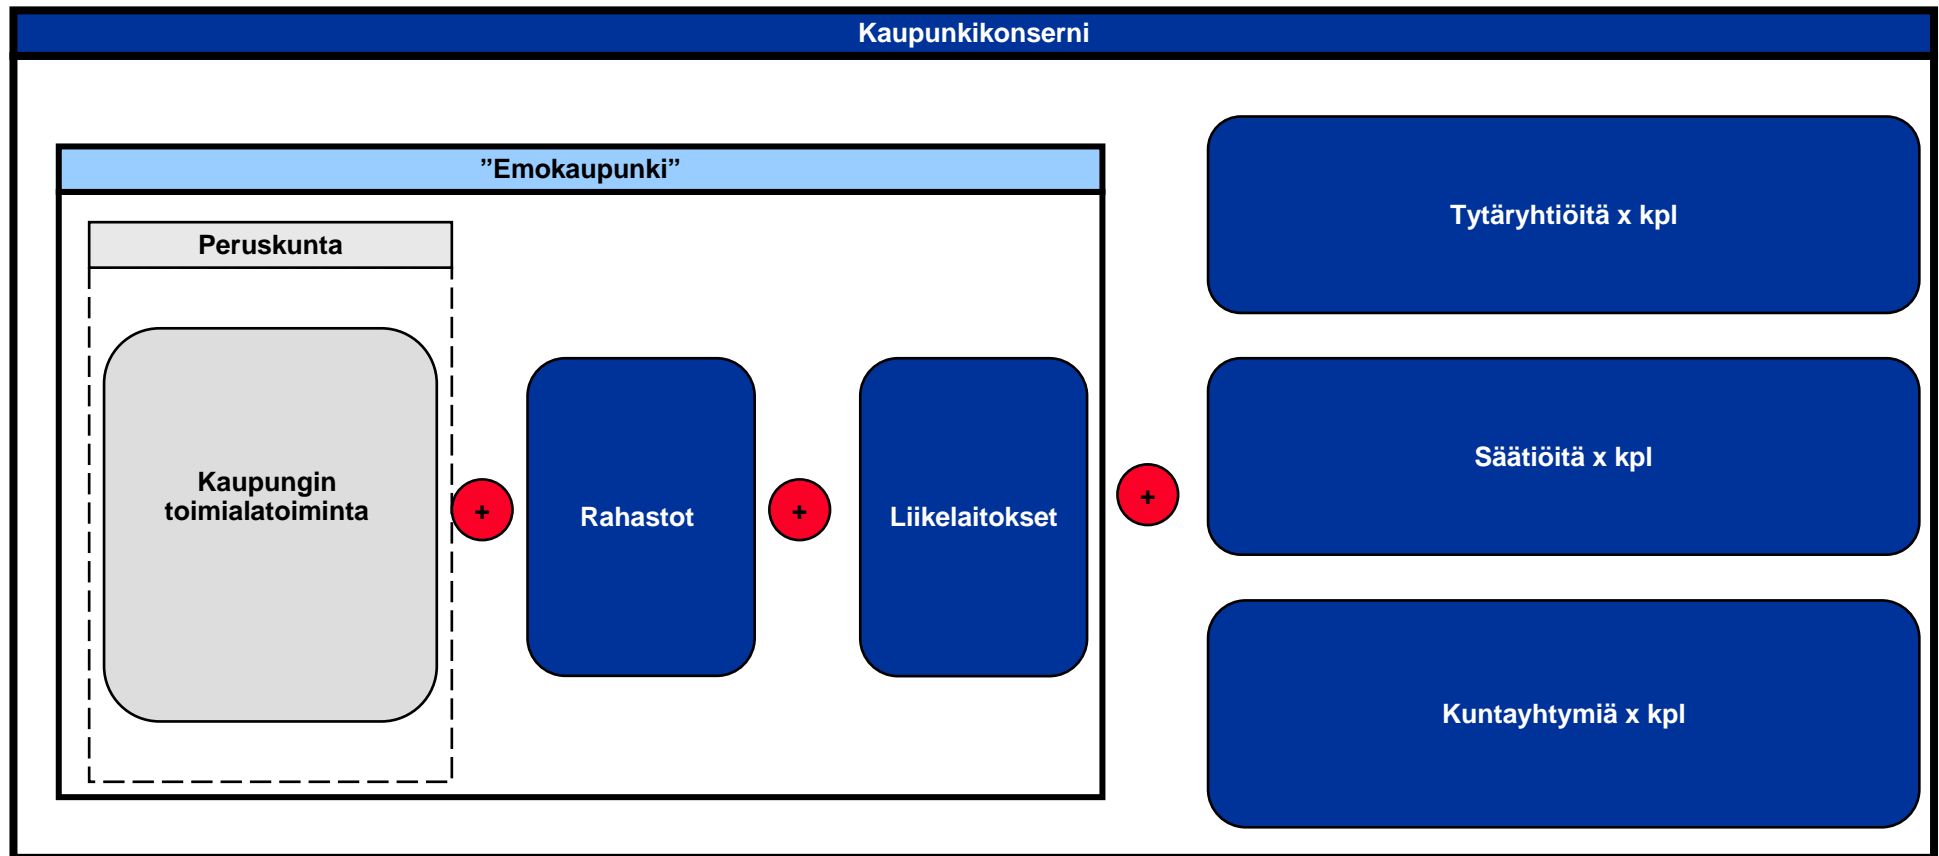 Kaupunkikonserni
”Emokaupunki”
Peruskunta
Kaupungin
toimialatoiminta
+
Rahastot
+
Liikelaitokset
+
Tytäryhtiöitä x kpl
Säätiöitä x kpl
Kuntayhtymiä x kpl